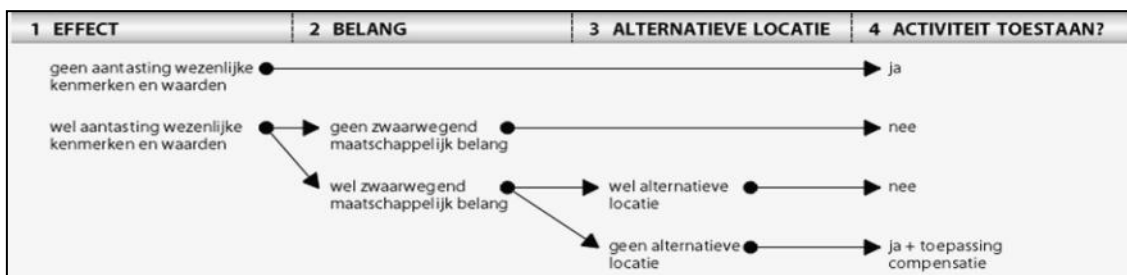 1 EFFECT
2 BELANG
3 ALTERNATIEVE LOCATIE
4 ACTIVITEIT TOESTAAN?
geen aantasting wezenlijke
kenmerken en waarden
ja
wel aantasting wezenlijke
kenmerken en waarden
geen zwaarwegend
maatschappelijk belang
nee
wel zwaarwegend
maatschappelijk belang
wel alternatieve
locatie
nee
geen alternatieve
locatie
ja + toepassing
compensatie